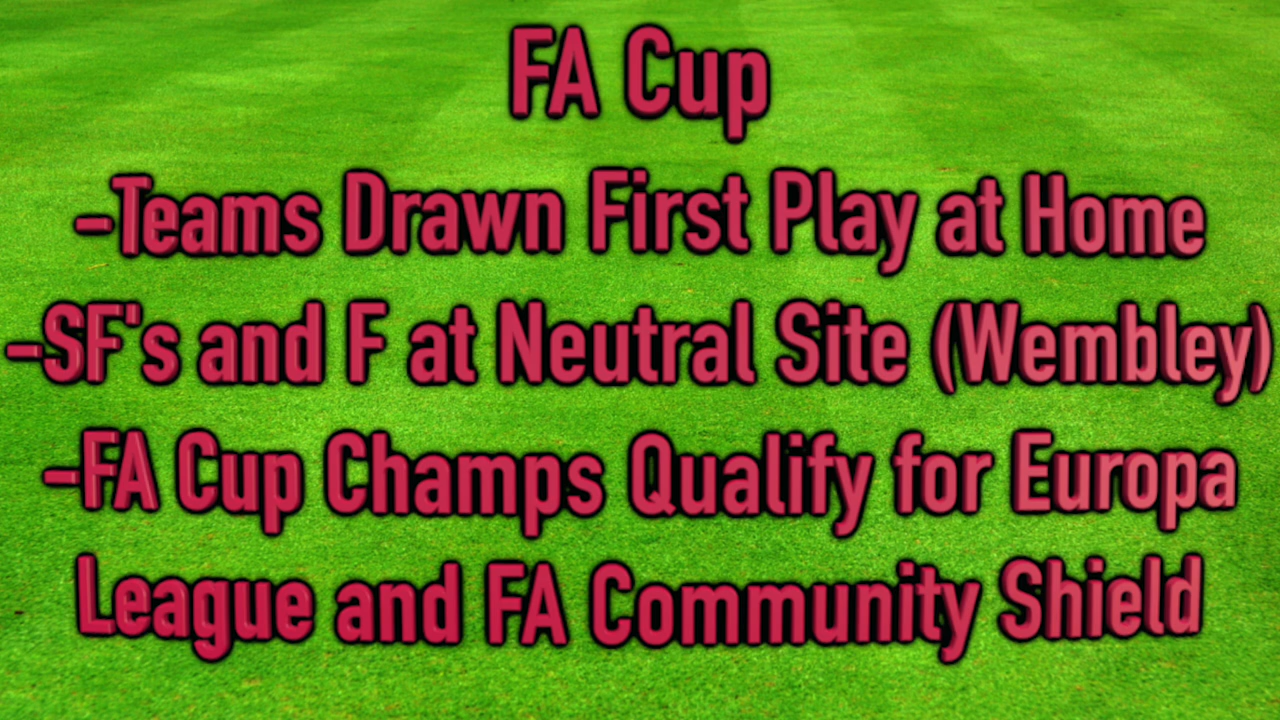 FA Cup
-Teams Drawn First Play at Home
-SF's and F at Neutral Site (Wembley)
-FA Cup Champs Qualify for Europa
League and FA Community Shield